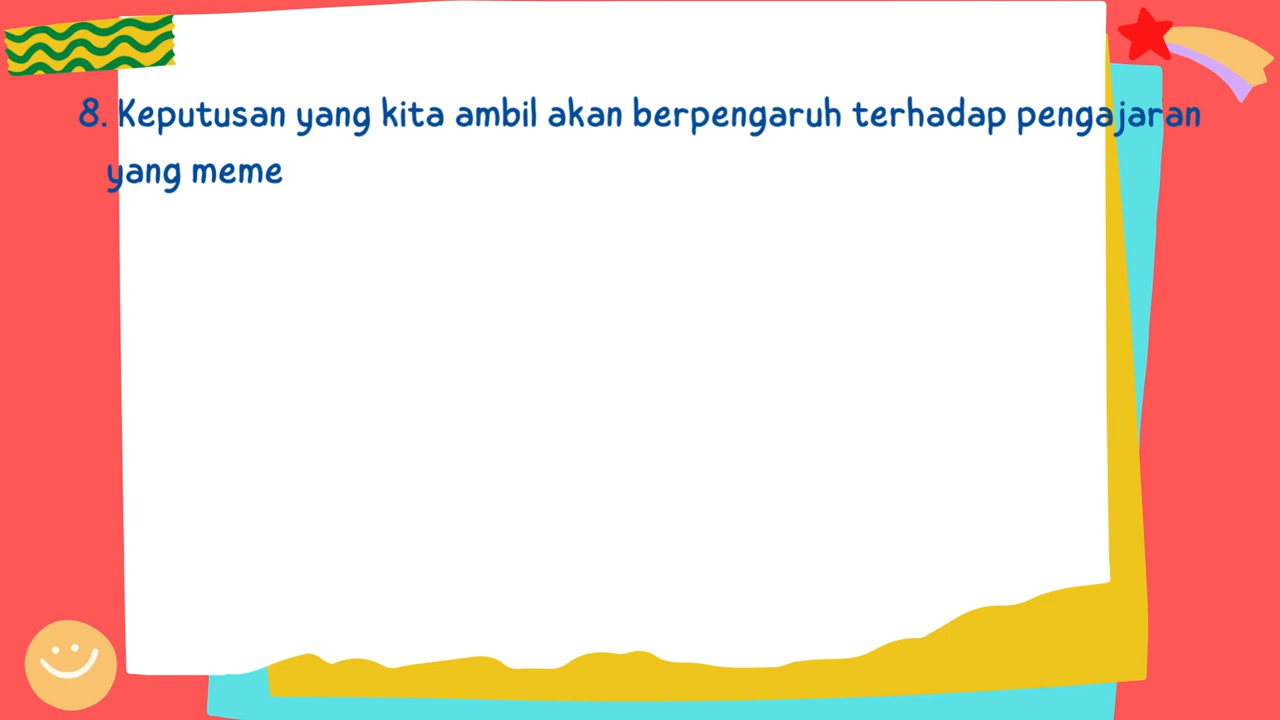 8. Keputusan yang kita ambil akan berpengaruh terhadap pengajaran
yang meme